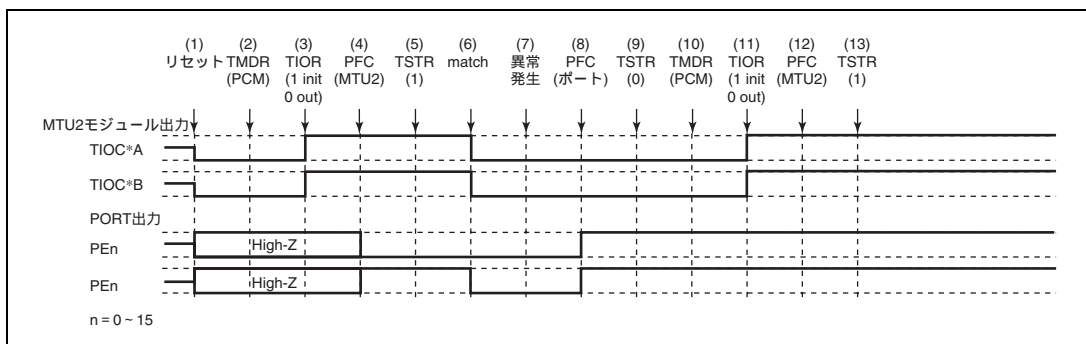 (1) (2) (3) (4) (5) (6) (7) (8) (9) (10) (11) (12) (13)
リセット TMDR TIOR PFC TSTR match 異常 PFC TSTR TMDR TIOR PFC TSTR
(PCM) (1 init (MTU2) (1) 発生 (ポート) (0) (PCM) (1 init (MTU2) (1)
0 out) 0 out)
MTU2モジュール出力
TIOC*A
TIOC*B
PORT出力
PEn High-Z
PEn High-Z
n = 0 ~ 15